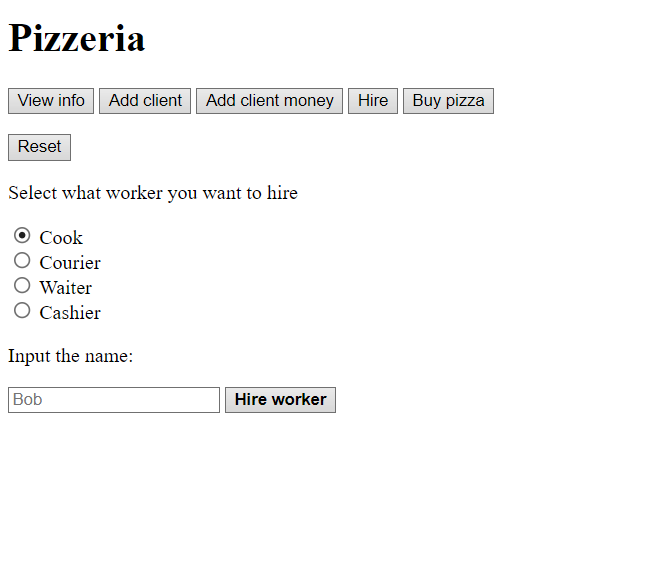 Pizzeria
View info Add client Add client money Hire Buy pizza
Reset
Select what worker you want to hire
Cook
Courier
Waiter
Cashier
Input the name:
Bob Hire worker